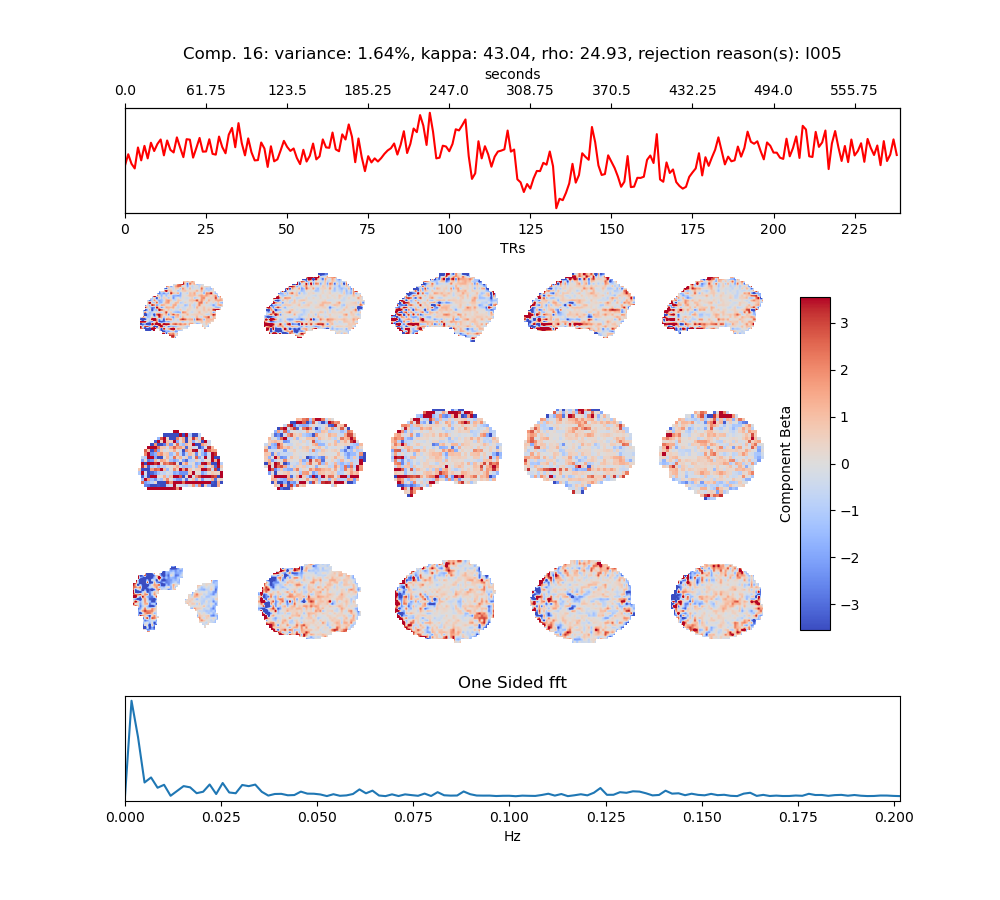 Comp. 16: variance: 1.64%, kappa: 43.04, rho: 24.93, rejection reason(s): I005
seconds
0.0 61.75 123.5 185.25 247.0 308.75 370.5 432.25 494.0 555.75
0 25 50 75 100 125 150 175 200 225
TRs
3
2
1
0
−1
−2
−3
Component Beta
One Sided fft
0.000 0.025 0.050 0.075 0.100 0.125 0.150 0.175 0.200
Hz